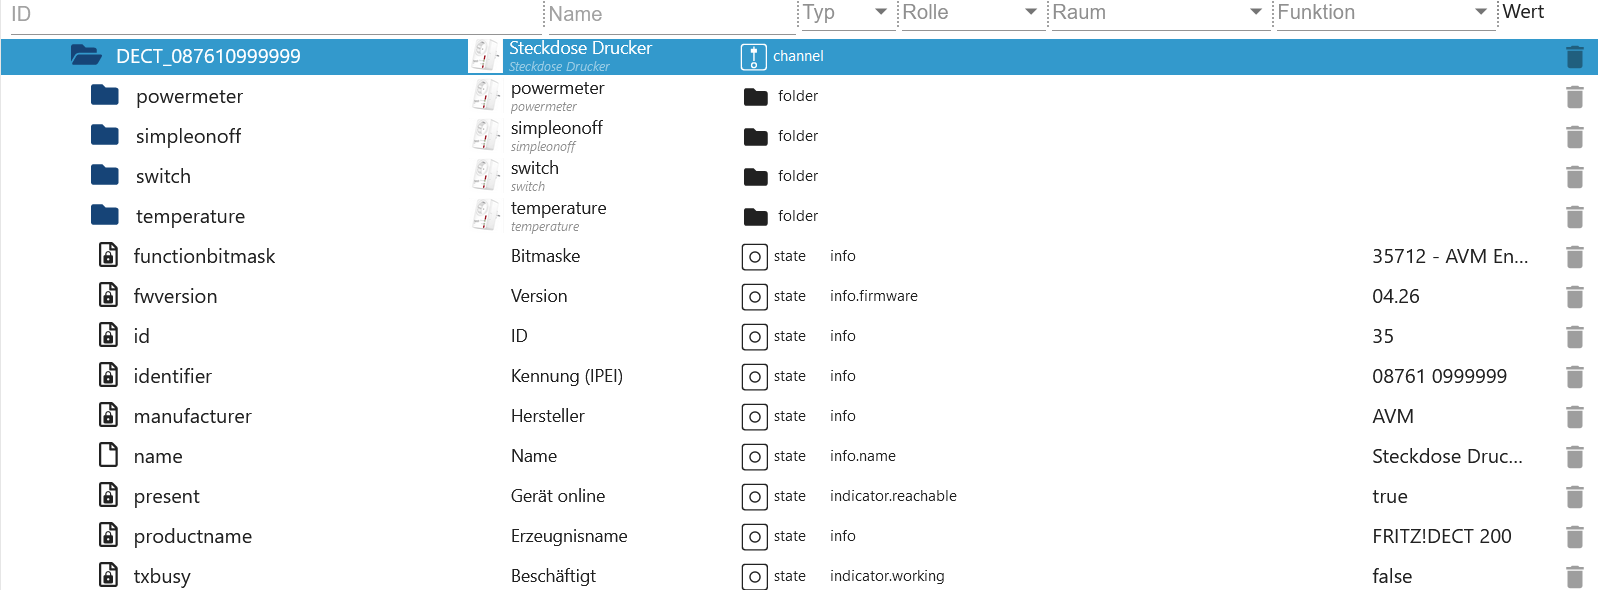 ID Name Typ Rolle Raum Funktion Wert
DECT_087610999999 Steckdose Drucker channel
Steckdose Drucker
powermeter powermeter folder
powermeter
simpleonoff simpleonoff folder
simpleonoff
switch switch folder
switch
temperature temperature folder
temperature
functionbitmask Bitmaske state info 35712 - AVM En...
fwversion Version state info.firmware 04.26
id ID state info 35
identifier Kennung (IPEI) state info 08761 0999999
manufacturer Hersteller state info AVM
name Name state info.name Steckdose Druc...
present Gerät online state indicator.reachable true
productname Erzeugnisname state info FRITZ!DECT 200
txbusy Beschäftigt state indicator.working false